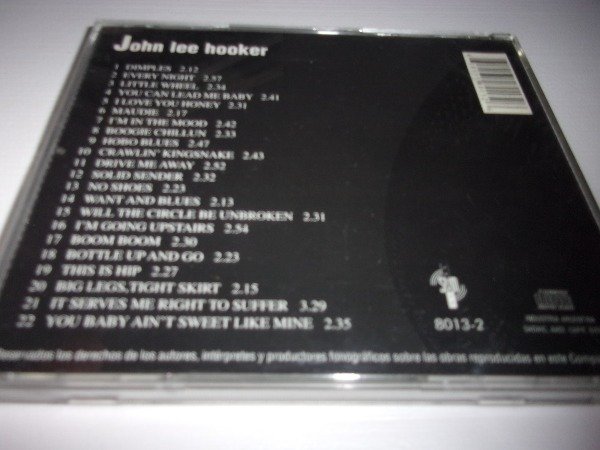 John lee hooker
1 DIMPLES 2.12
2 EVERY NIGHT 2.57
3 LITTLE WHEEL 2.34
4 YOU CAN LEAD ME BABY 2.41
5 I LOVE YOU HONEY 2.31
6 MAUDIE 2.17
7 I'M IN THE MOOD 2.42
8 BOOGIE CHILLUN 2.33
9 HOBO BLUES 2.47
10 CRAWLIN' KINGSNAKE 2.43
11 DRIVE ME AWAY 2.52
12 SOLID SENDER 2.32
13 NO SHOES 2.23
14 WANT AND BLUES 2.13
15 WILL THE CIRCLE BE UNBROKEN 2.31
16 I'M GOING UPSTAIRS 2.54
17 BOOM BOOM 2.30
18 BOTTLE UP AND GO 2.23
19 THIS IS HIP 2.27
20 BIG LEGS,TIGHT SKIRT 2.15
21 IT SERVES ME RIGHT TO SUFFER 3.29
22 YOU BABY AIN'T SWEET LIKE MINE 2.35
8013-2
INDUSTRIA ARGENTINA
todos los derechos de los autores, intérpretes y productores fonográficos sobre las obras reproducidas en este